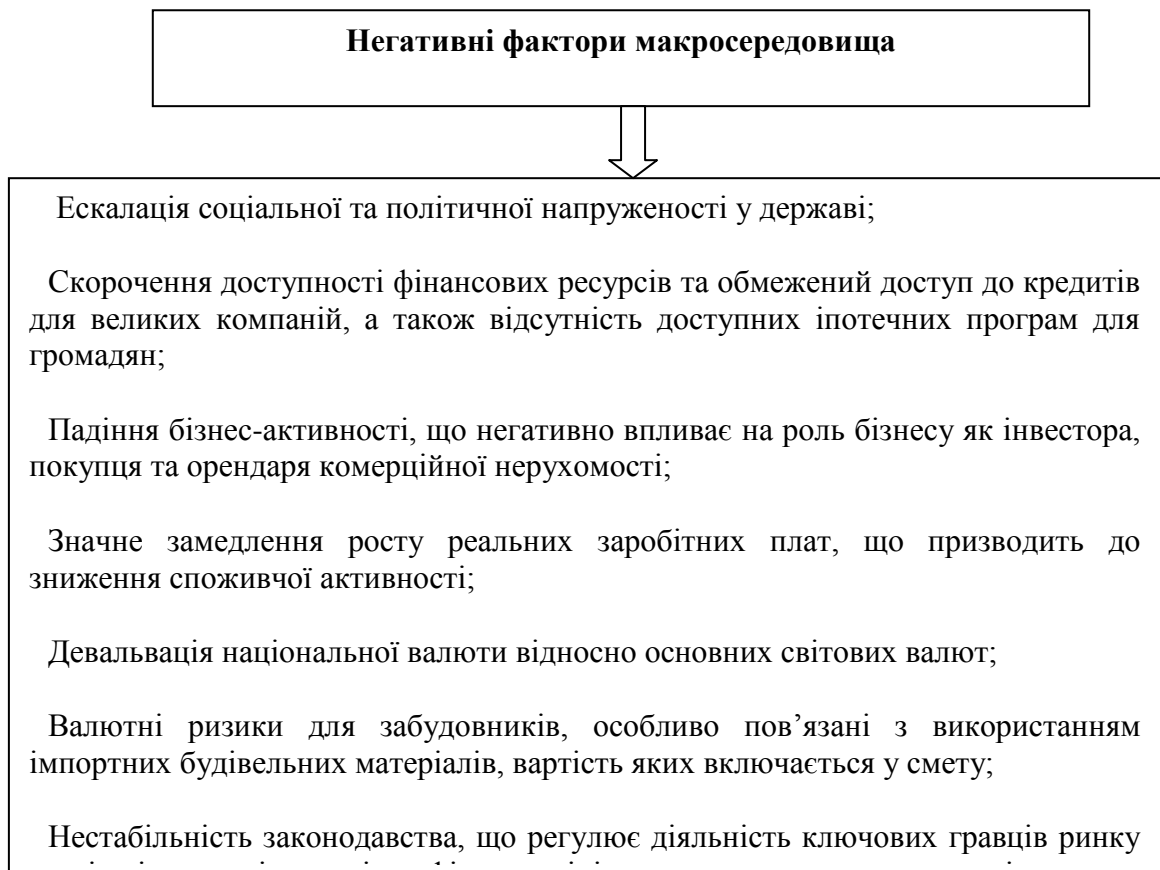 Негативні фактори макросередовища
Ескалація соціальної та політичної напруженості у державі;
Скорочення доступності фінансових ресурсів та обмежений доступ до кредитів
для великих компаній, а також відсутність доступних іпотечних програм для
громадян;
Падіння бізнес-активності, що негативно впливає на роль бізнесу як інвестора,
покупця та орендаря комерційної нерухомості;
Значне замедлення росту реальних заробітних плат, що призводить до
зниження споживчої активності;
Девальвація національної валюти відносно основних світових валют;
Валютні ризики для забудовників, особливо пов’язані з використанням
імпортних будівельних матеріалів, вартість яких включається у смету;
Нестабільність законодавства, що регулює діяльність ключових гравців ринку